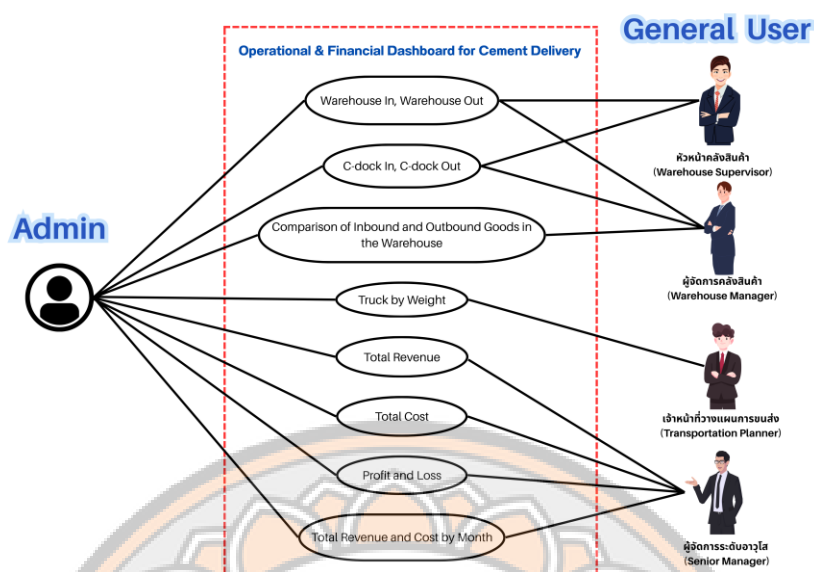 General User
Operational & Financial Dashboard for Cement Delivery
Warehouse In, Warehouse Out
หัวหน้าคลังสินค้า
(Warehouse Supervisor)
C-dock In, C-dock Out
Admin
Comparison of Inbound and Outbound Goods in
the Warehouse
ผู้จัดการคลังสินค้า
(Warehouse Manager)
Truck by Weight
Total Revenue
เจ้าหน้าที่วางแผนการขนส่ง
(Transportation Planner)
Total Cost
Profit and Loss
Total Revenue and Cost by Month
ผู้จัดการระดับอาวุโส
(Senior Manager)